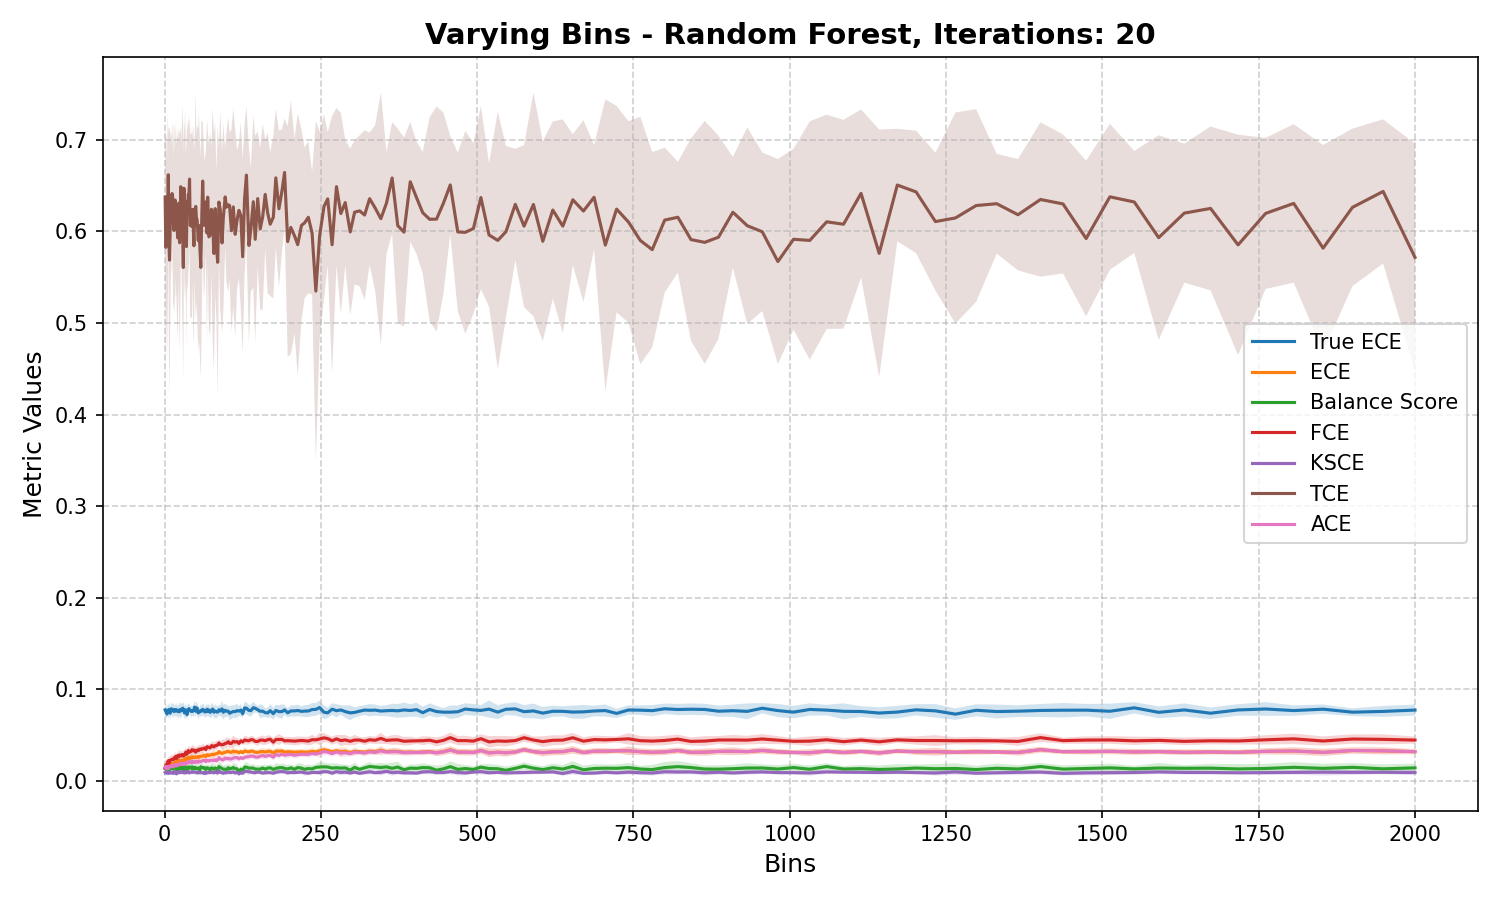 Varying Bins - Random Forest, Iterations: 20
Metric Values
0.7
0.6
0.5
0.4
0.3
0.2
0.1
0.0
True ECE
ECE
Balance Score
FCE
KSCE
TCE
ACE
0 250 500 750 1000 1250 1500 1750 2000
Bins